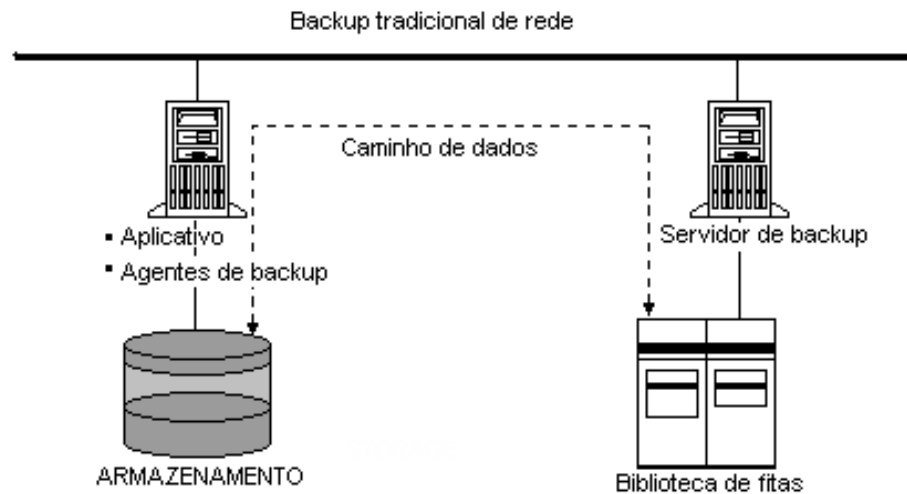 Backup tradicional de rede
Caminho de dados
▪ Aplicativo
▪ Agentes de backup
Servidor de backup
ARMAZENAMENTO
Biblioteca de fitas